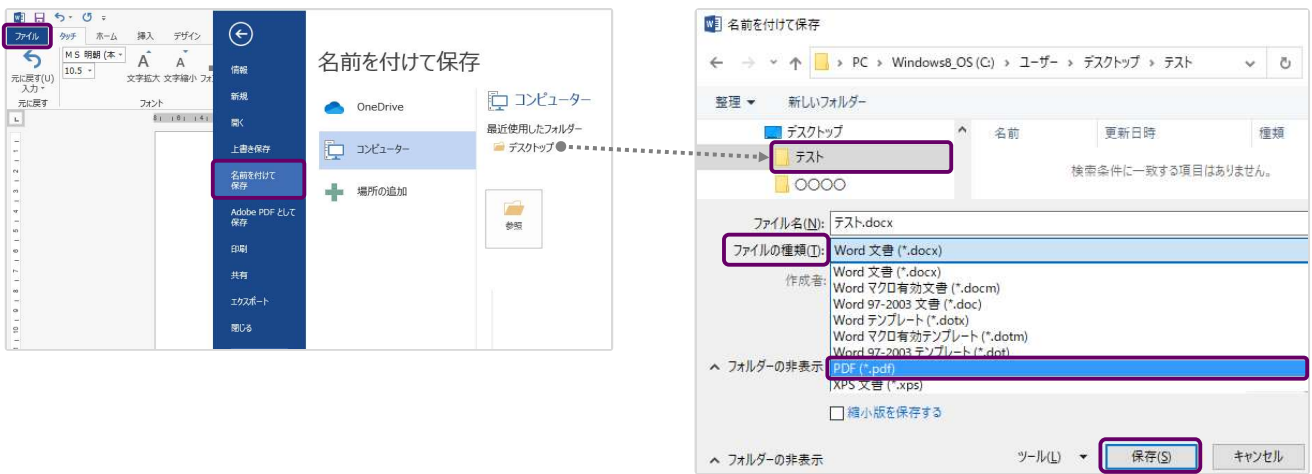 ファイル
タッチ
ホーム
挿入
デザイン
MS 明朝 (本
10.5
元に戻す(U)
入力
元に戻す
文字拡大 文字縮小
フォント
8 6 4
情報
新規
開く
上書き保存
名前を付けて
保存
Adobe PDF として
保存
印刷
共有
エクスポート
閉じる
名前を付けて保存
OneDrive
コンピューター
場所の追加
コンピューター
最近使用したフォルダー
デスクトップ
参照
名前を付けて保存
PC › Windows8_OS (C:) › ユーザー › デスクトップ › テスト
整理 ▼ 新しいフォルダー
デスクトップ
テスト
〇〇〇〇
名前 更新日時 種類
検索条件に一致する項目はありません。
ファイル名(N): テスト.docx
ファイルの種類(T): Word 文書 (*.docx)
作成者:
Word 文書 (*.docx)
Word マクロ有効文書 (*.docm)
Word 97-2003 文書 (*.doc)
Word テンプレート (*.dotx)
Word マクロ有効テンプレート (*.dotm)
Word 97-2003 テンプレート (*.dot)
フォルダーの非表示
PDF (*.pdf)
XPS 文書 (*.xps)
縮小版を保存する
フォルダーの非表示
ツール(L) ▼ 保存(S) キャンセル